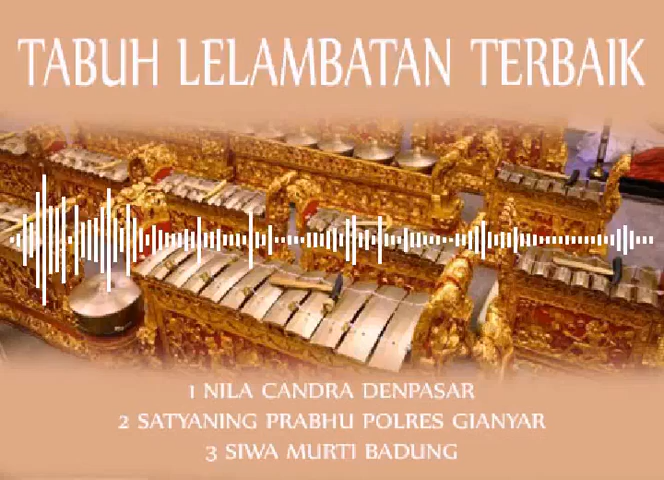 TABUH LELAMBATAN TERBAIK
1 NILA CANDRA DENPASAR
2 SATYANING PRABHU POLRES GIANYAR
3 SIWA MURTI BADUNG